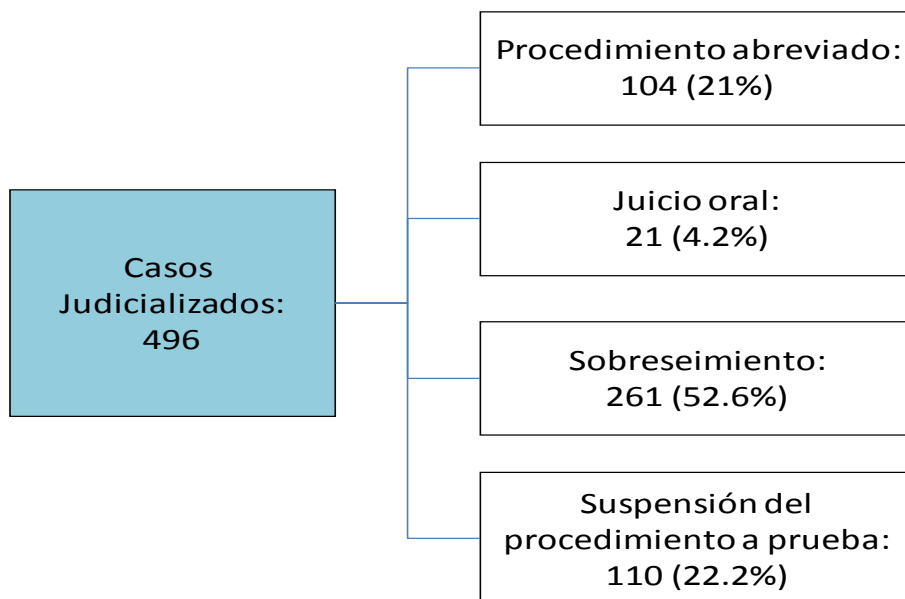 Casos
Judicializados:
496
Procedimiento abreviado:
104 (21%)
Juicio oral:
21 (4.2%)
Sobreseimiento:
261 (52.6%)
Suspensión del
procedimiento a prueba:
110 (22.2%)